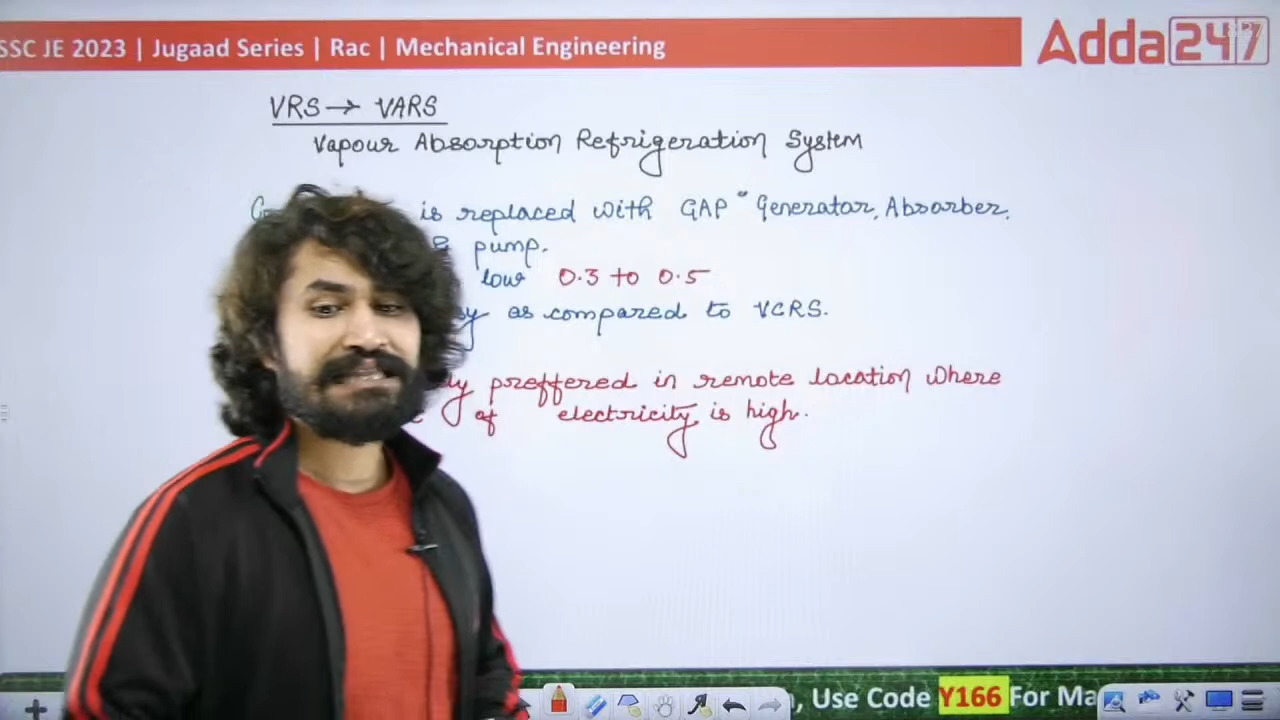 SSC JE 2023 | Jugaad Series | Rac | Mechanical Engineering
Adda247
VRS → VARS
Vapour Absorption Refrigeration System
is replaced with GAP " Generator, Absorber,
& pump.
low 0.3 to 0.5
as compared to VCRS.
preffered in remote location where
of electricity is high.
, Use Code Y166 For Ma